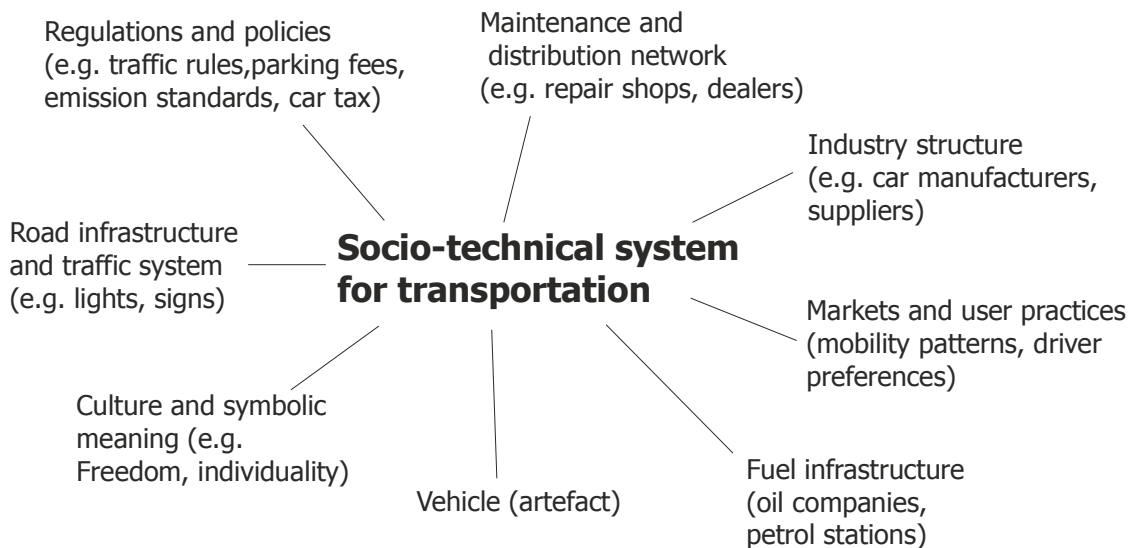 Regulations and policies
(e.g. traffic rules,parking fees,
emission standards, car tax)
Maintenance and
distribution network
(e.g. repair shops, dealers)
Industry structure
(e.g. car manufacturers,
suppliers)
Road infrastructure
and traffic system
(e.g. lights, signs)
Socio-technical system
for transportation
Markets and user practices
(mobility patterns, driver
preferences)
Culture and symbolic
meaning (e.g.
Freedom, individuality)
Vehicle (artefact)
Fuel infrastructure
(oil companies,
petrol stations)